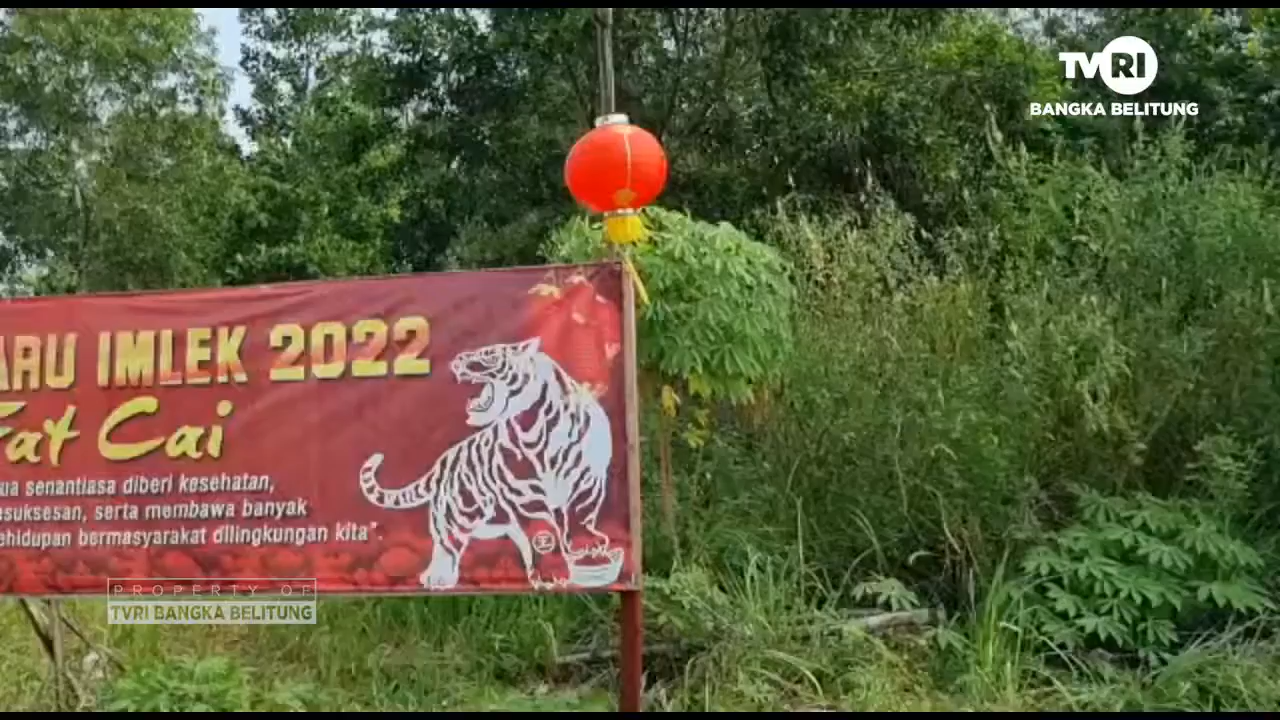 TVRI
BANGKA BELITUNG
ARU IMLEK 2022
Fat Cai
ua senantiasa diberi kesehatan,
esuksesan, serta membawa banyak
ehidupan bermasyarakat dilingkungan kita".
PROPERTY OF
TVRI BANGKA BELITUNG